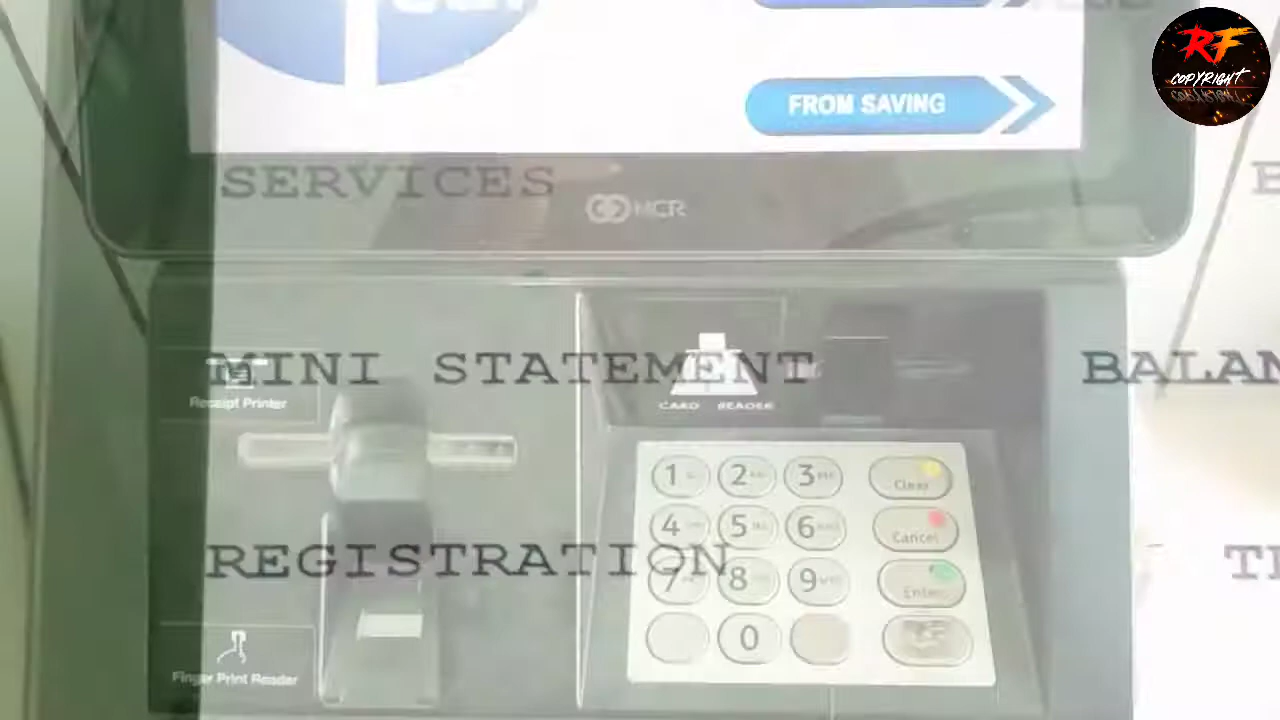 FROM SAVING
RF
COPYRIGHT
SERVICES
NCR
MINI STATEMENT
BALAN
Receipt Printer
CARD READER
1 2 3 Clear
4 5 6 Cancel
REGISTRATION
7 8 9 Enter
0
Finger Print Reader